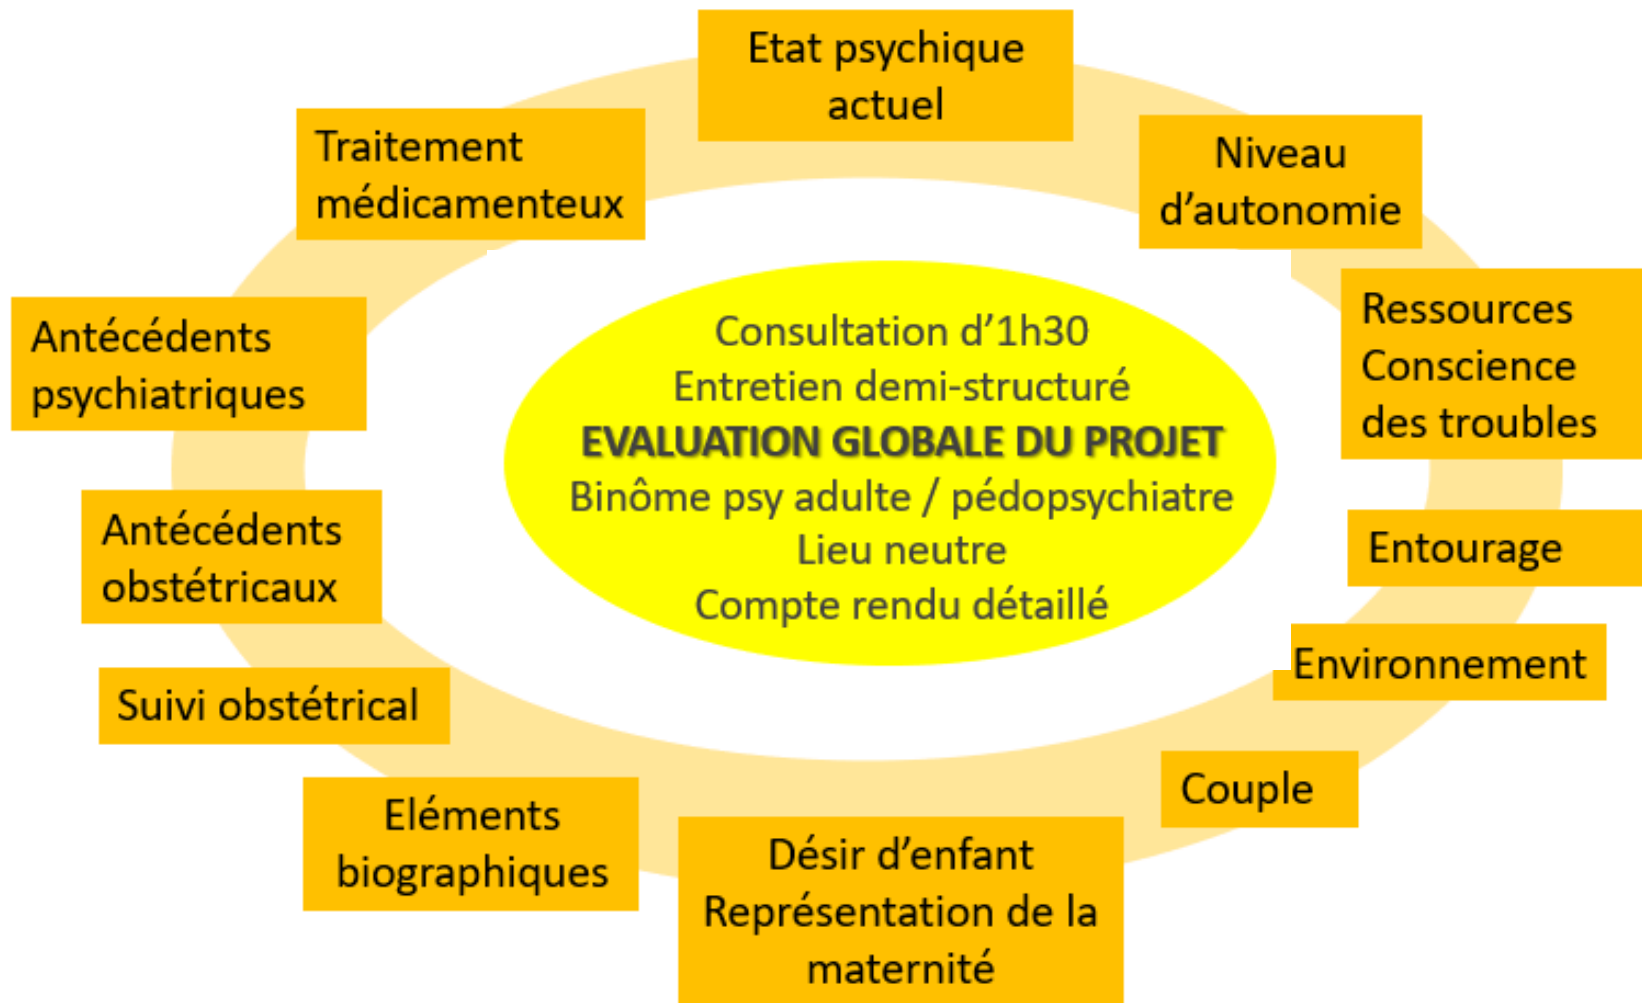 Etat psychique
actuel
Traitement
médicamenteux
Niveau
d’autonomie
Antécédents
psychiatriques
Ressources
Conscience
des troubles
Consultation d’1h30
Entretien demi-structuré
EVALUATION GLOBALE DU PROJET
Binôme psy adulte / pédopsychiatre
Lieu neutre
Compte rendu détaillé
Antécédents
obstétricaux
Entourage
Suivi obstétrical
Environnement
Eléments
biographiques
Couple
Désir d’enfant
Représentation de la
maternité